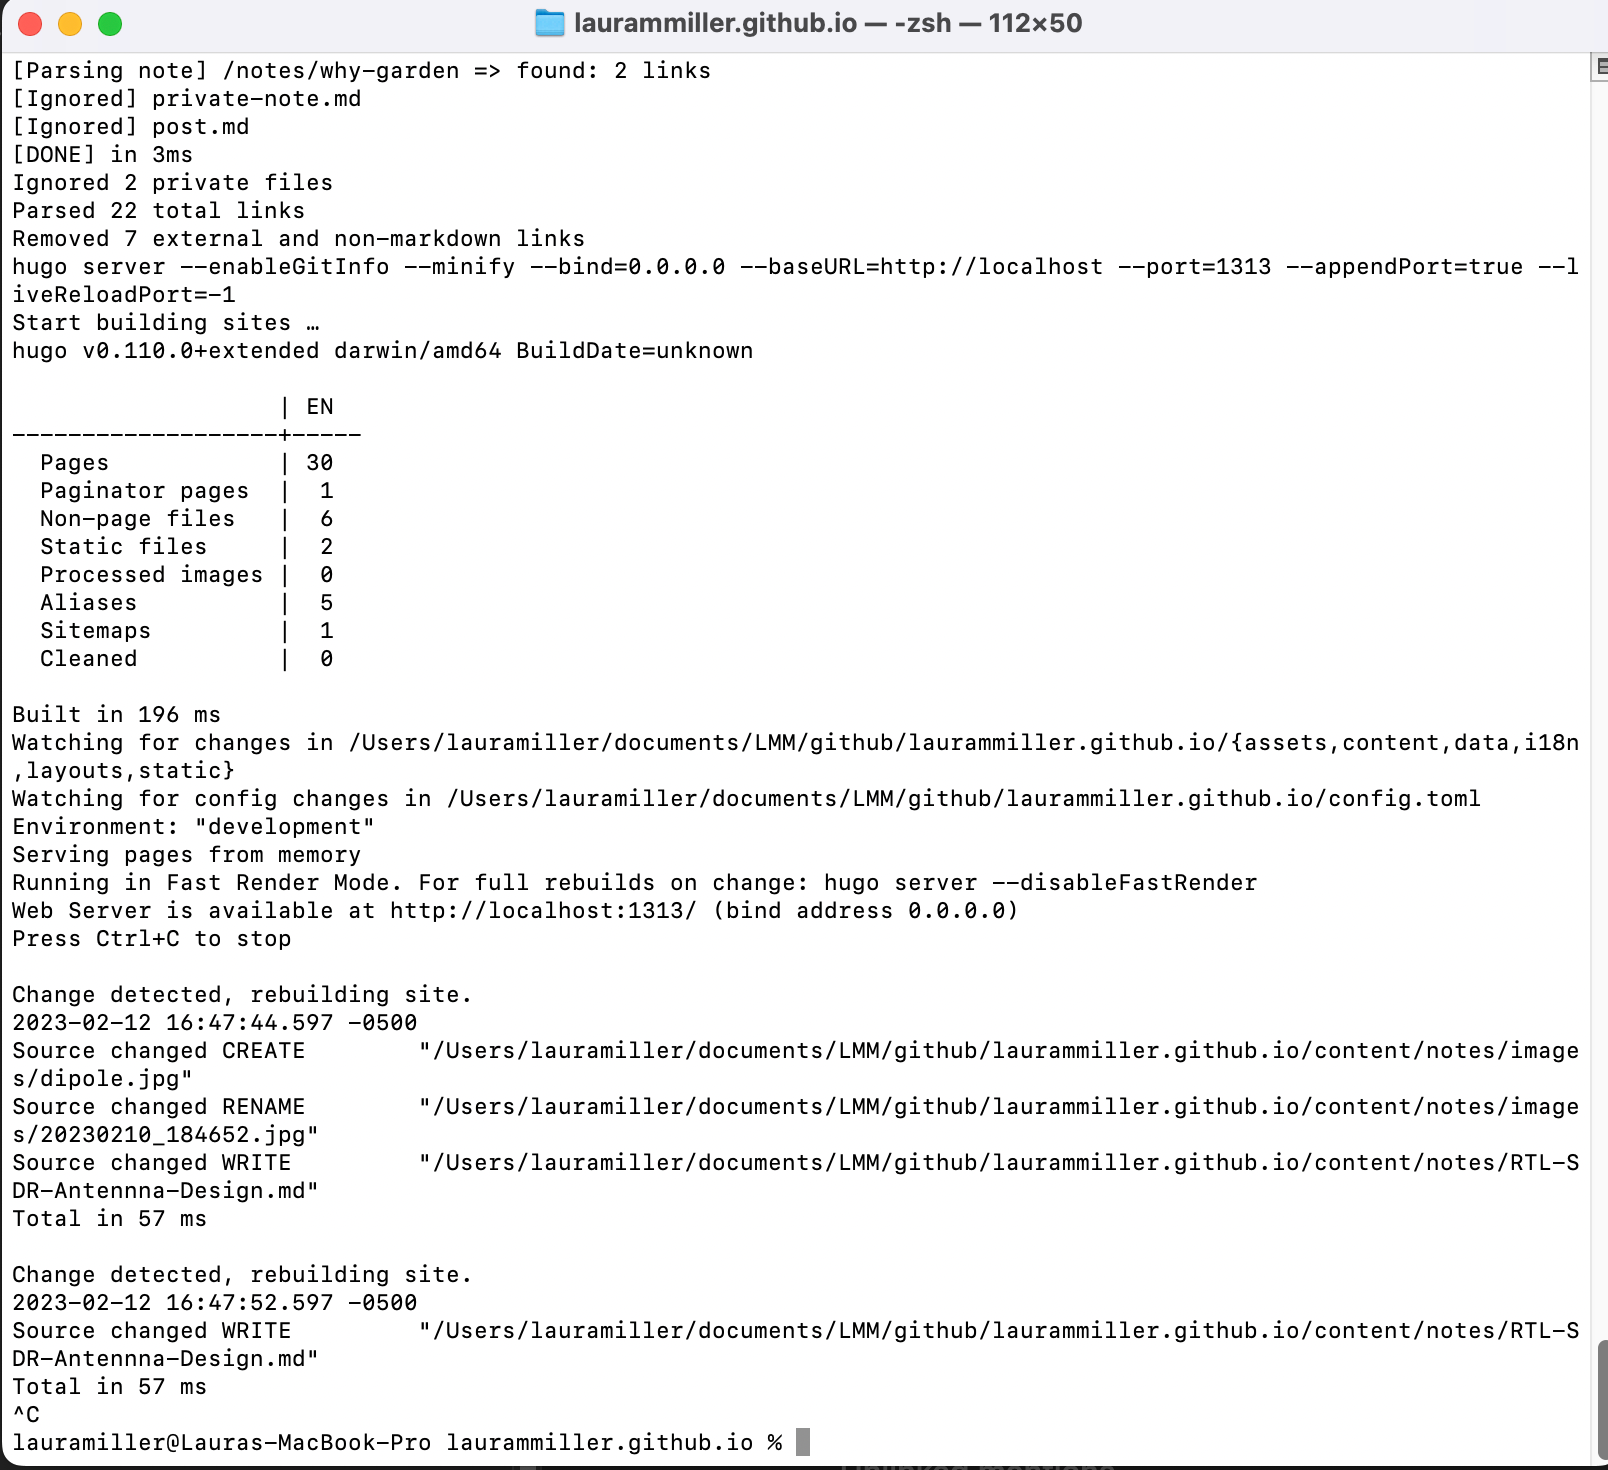 laurammiller.github.io — -zsh — 112×50
[Parsing note] /notes/why-garden => found: 2 links
[Ignored] private-note.md
[Ignored] post.md
[DONE] in 3ms
Ignored 2 private files
Parsed 22 total links
Removed 7 external and non-markdown links
hugo server --enableGitInfo --minify --bind=0.0.0.0 --baseURL=http://localhost --port=1313 --appendPort=true --l
iveReloadPort=-1
Start building sites …
hugo v0.110.0+extended darwin/amd64 BuildDate=unknown
                   | EN
-------------------+-----
  Pages            | 30
  Paginator pages  |  1
  Non-page files   |  6
  Static files     |  2
  Processed images |  0
  Aliases          |  5
  Sitemaps         |  1
  Cleaned          |  0
Built in 196 ms
Watching for changes in /Users/lauramiller/documents/LMM/github/laurammiller.github.io/{assets,content,data,i18n
,layouts,static}
Watching for config changes in /Users/lauramiller/documents/LMM/github/laurammiller.github.io/config.toml
Environment: "development"
Serving pages from memory
Running in Fast Render Mode. For full rebuilds on change: hugo server --disableFastRender
Web Server is available at http://localhost:1313/ (bind address 0.0.0.0)
Press Ctrl+C to stop
Change detected, rebuilding site.
2023-02-12 16:47:44.597 -0500
Source changed CREATE        "/Users/lauramiller/documents/LMM/github/laurammiller.github.io/content/notes/image
s/dipole.jpg"
Source changed RENAME        "/Users/lauramiller/documents/LMM/github/laurammiller.github.io/content/notes/image
s/20230210_184652.jpg"
Source changed WRITE         "/Users/lauramiller/documents/LMM/github/laurammiller.github.io/content/notes/RTL-S
DR-Antennna-Design.md"
Total in 57 ms
Change detected, rebuilding site.
2023-02-12 16:47:52.597 -0500
Source changed WRITE         "/Users/lauramiller/documents/LMM/github/laurammiller.github.io/content/notes/RTL-S
DR-Antennna-Design.md"
Total in 57 ms
^C
lauramiller@Lauras-MacBook-Pro laurammiller.github.io %